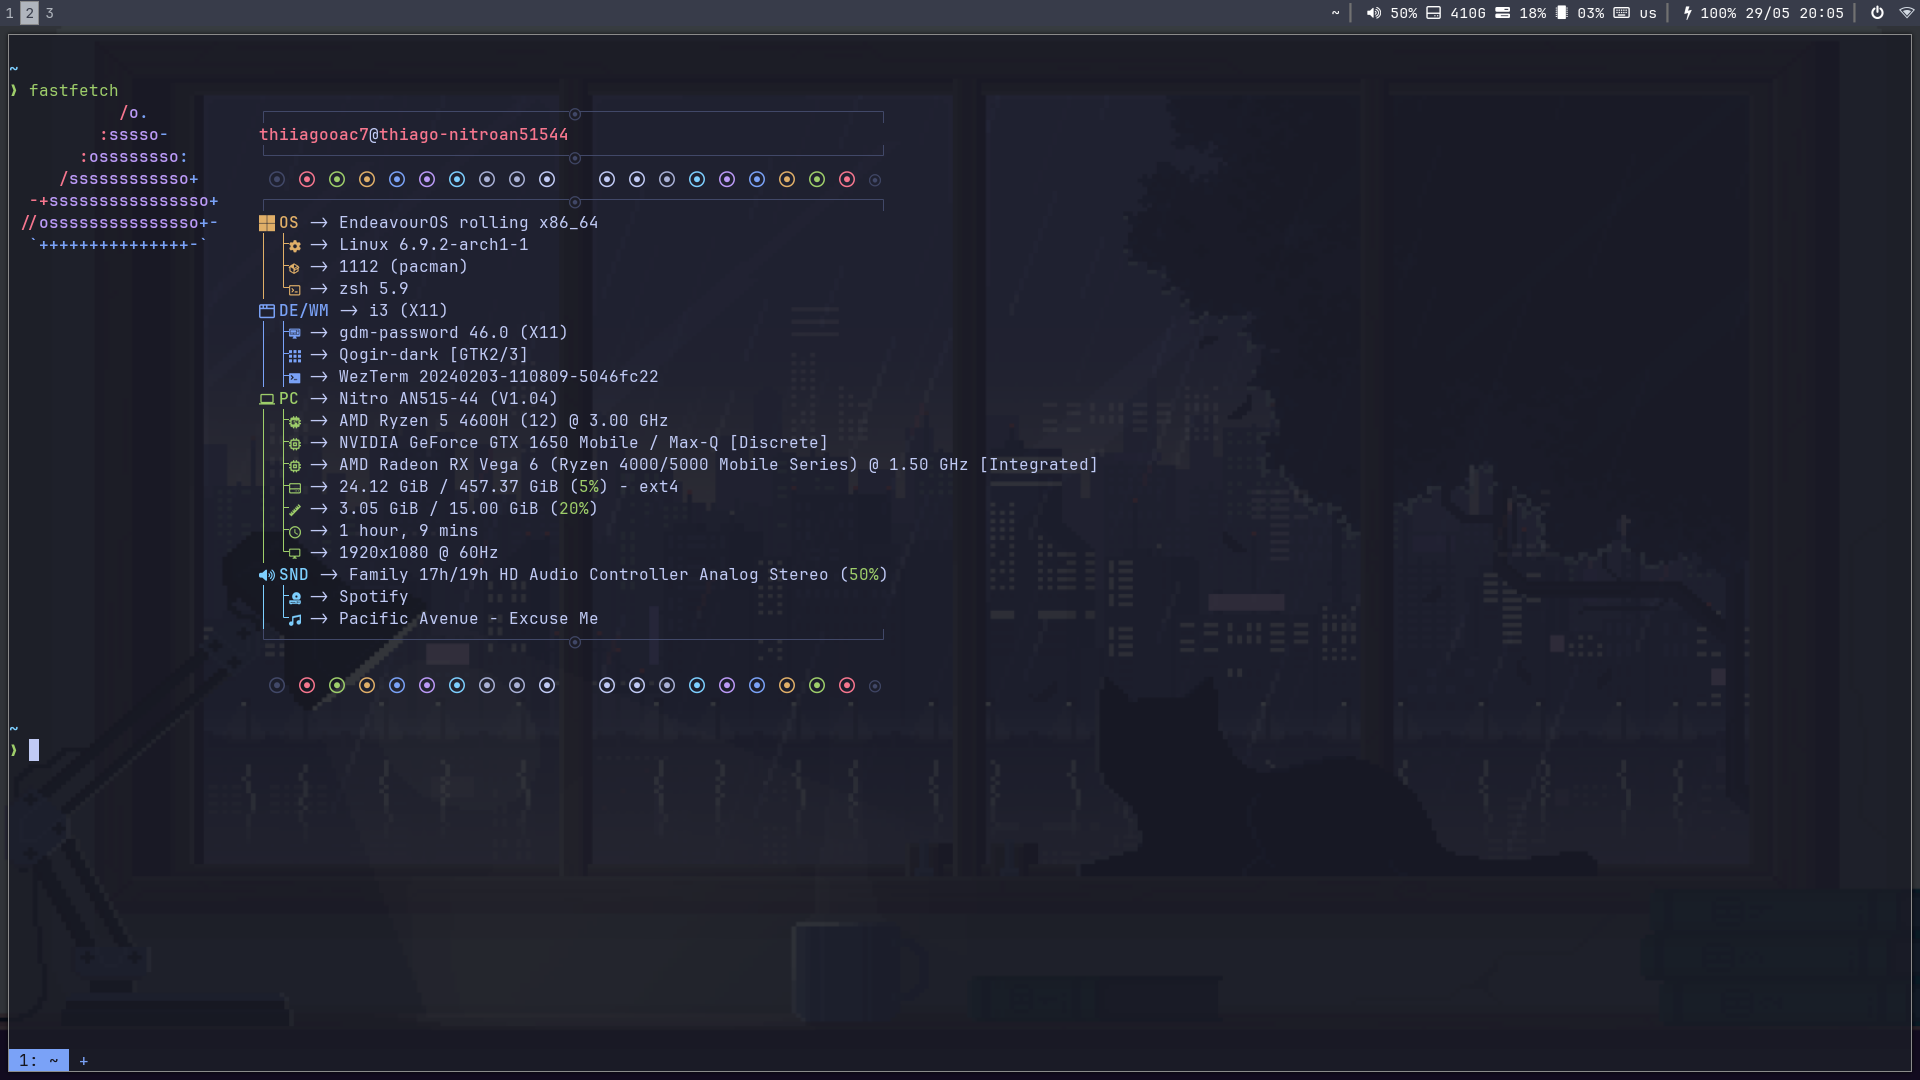 1 2 3
~ 50% 410G 18% 03% us 100% 29/05 20:05
~
❯ fastfetch
/o.
:sssso-
:ossssssso:
/ssssssssssso+
-+sssssssssssssssso+
//osssssssssssssso+-
`+++++++++++++++-`
thiiagooac7@thiago-nitroan51544
OS -> EndeavourOS rolling x86_64
-> Linux 6.9.2-arch1-1
-> 1112 (pacman)
-> zsh 5.9
DE/WM -> i3 (X11)
-> gdm-password 46.0 (X11)
-> Qogir-dark [GTK2/3]
-> WezTerm 20240203-110809-5046fc22
PC -> Nitro AN515-44 (V1.04)
-> AMD Ryzen 5 4600H (12) @ 3.00 GHz
-> NVIDIA GeForce GTX 1650 Mobile / Max-Q [Discrete]
-> AMD Radeon RX Vega 6 (Ryzen 4000/5000 Mobile Series) @ 1.50 GHz [Integrated]
-> 24.12 GiB / 457.37 GiB (5%) - ext4
-> 3.05 GiB / 15.00 GiB (20%)
-> 1 hour, 9 mins
-> 1920x1080 @ 60Hz
SND -> Family 17h/19h HD Audio Controller Analog Stereo (50%)
-> Spotify
-> Pacific Avenue - Excuse Me
~
❯
1: ~ +